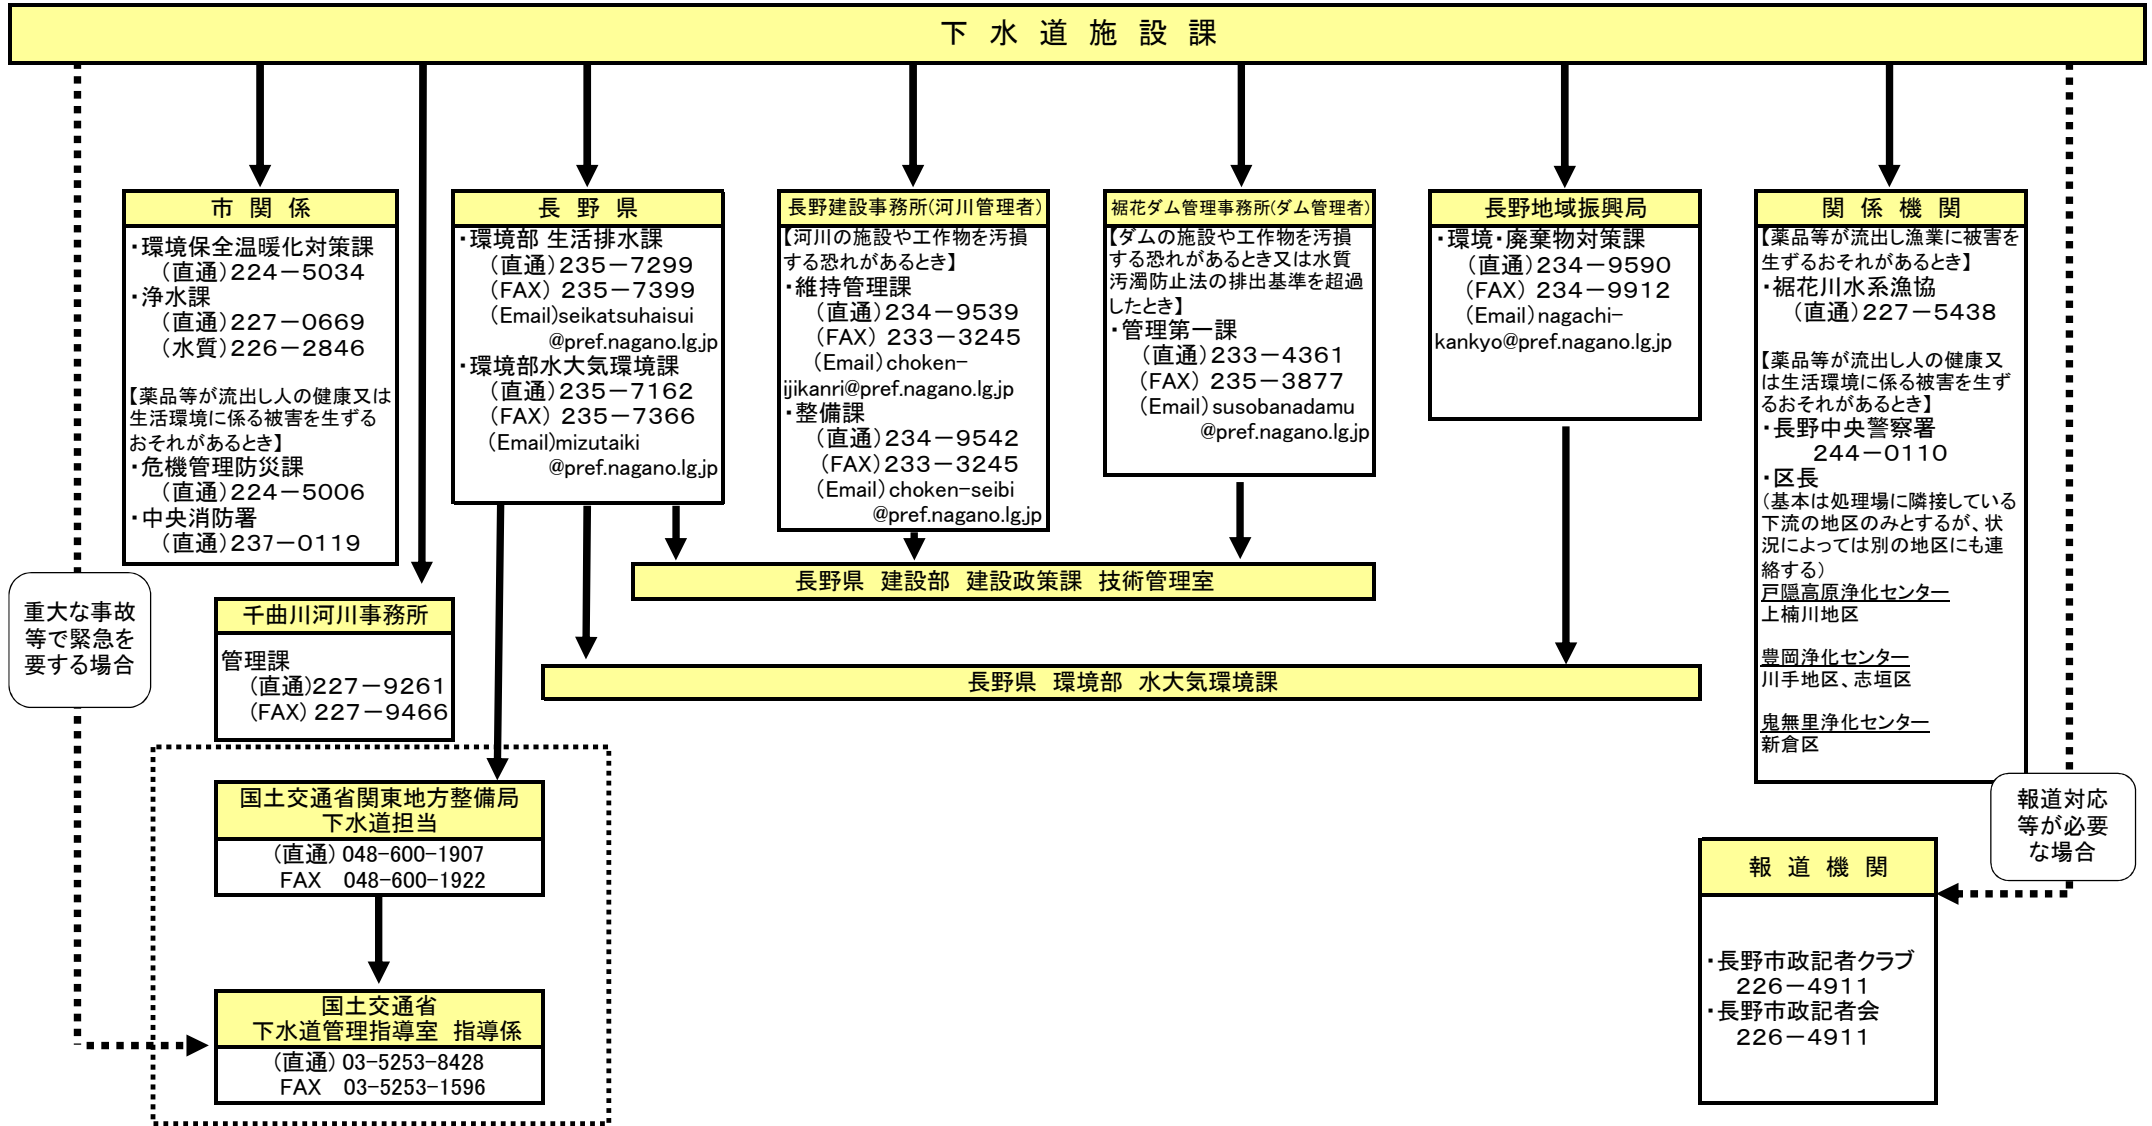 下水道施設課
市関係
・環境保全温暖化対策課
(直通)224－5034
・浄水課
(直通)227－0669
(水質)226－2846
【薬品等が流出し人の健康又は
生活環境に係る被害を生ずる
おそれがあるとき】
・危機管理防災課
(直通)224－5006
・中央消防署
(直通)237－0119
千曲川河川事務所
管理課
(直通)227－9261
(FAX)227－9466
長野県
・環境部 生活排水課
(直通)235－7299
(FAX) 235－7399
(Email)seikatsuhaisui
@pref.nagano.lg.jp
・環境部水大気環境課
(直通)235－7162
(FAX) 235－7366
(Email)mizutaiki
@pref.nagano.lg.jp
長野建設事務所(河川管理者)
【河川の施設や工作物を汚損
する恐れがあるとき】
・維持管理課
(直通)234－9539
(FAX) 233－3245
(Email)choken-
ijikanri@pref.nagano.lg.jp
・整備課
(直通)234－9542
(FAX)233－3245
(Email)choken-seibi
@pref.nagano.lg.jp
裾花ダム管理事務所(ダム管理者)
【ダムの施設や工作物を汚損
する恐れがあるとき又は水質
汚濁防止法の排出基準を超過
したとき】
・管理第一課
(直通)233－4361
(FAX) 235－3877
(Email)susobanadamu
@pref.nagano.lg.jp
長野地域振興局
・環境・廃棄物対策課
(直通)234－9590
(FAX) 234－9912
(Email)nagachi-
kankyo@pref.nagano.lg.jp
関係機関
【薬品等が流出し漁業に被害を
生ずるおそれがあるとき】
・裾花川水系漁協
(直通)227－5438
【薬品等が流出し人の健康又
は生活環境に係る被害を生ず
るおそれがあるとき】
・長野中央警察署
244－0110
・区長
(基本は処理場に隣接している
下流の地区のみとするが、状
況によっては別の地区にも連
絡する)
戸隠高原浄化センター
上楠川地区
豊岡浄化センター
川手地区、志垣区
鬼無里浄化センター
新倉区
長野県 建設部 建設政策課 技術管理室
長野県 環境部 水大気環境課
重大な事故
等で緊急を
要する場合
国土交通省関東地方整備局
下水道担当
(直通) 048-600-1907
FAX 048-600-1922
国土交通省
下水道管理指導室 指導係
(直通) 03-5253-8428
FAX 03-5253-1596
報道対応
等が必要
な場合
報道機関
・長野市政記者クラブ
226－4911
・長野市政記者会
226－4911